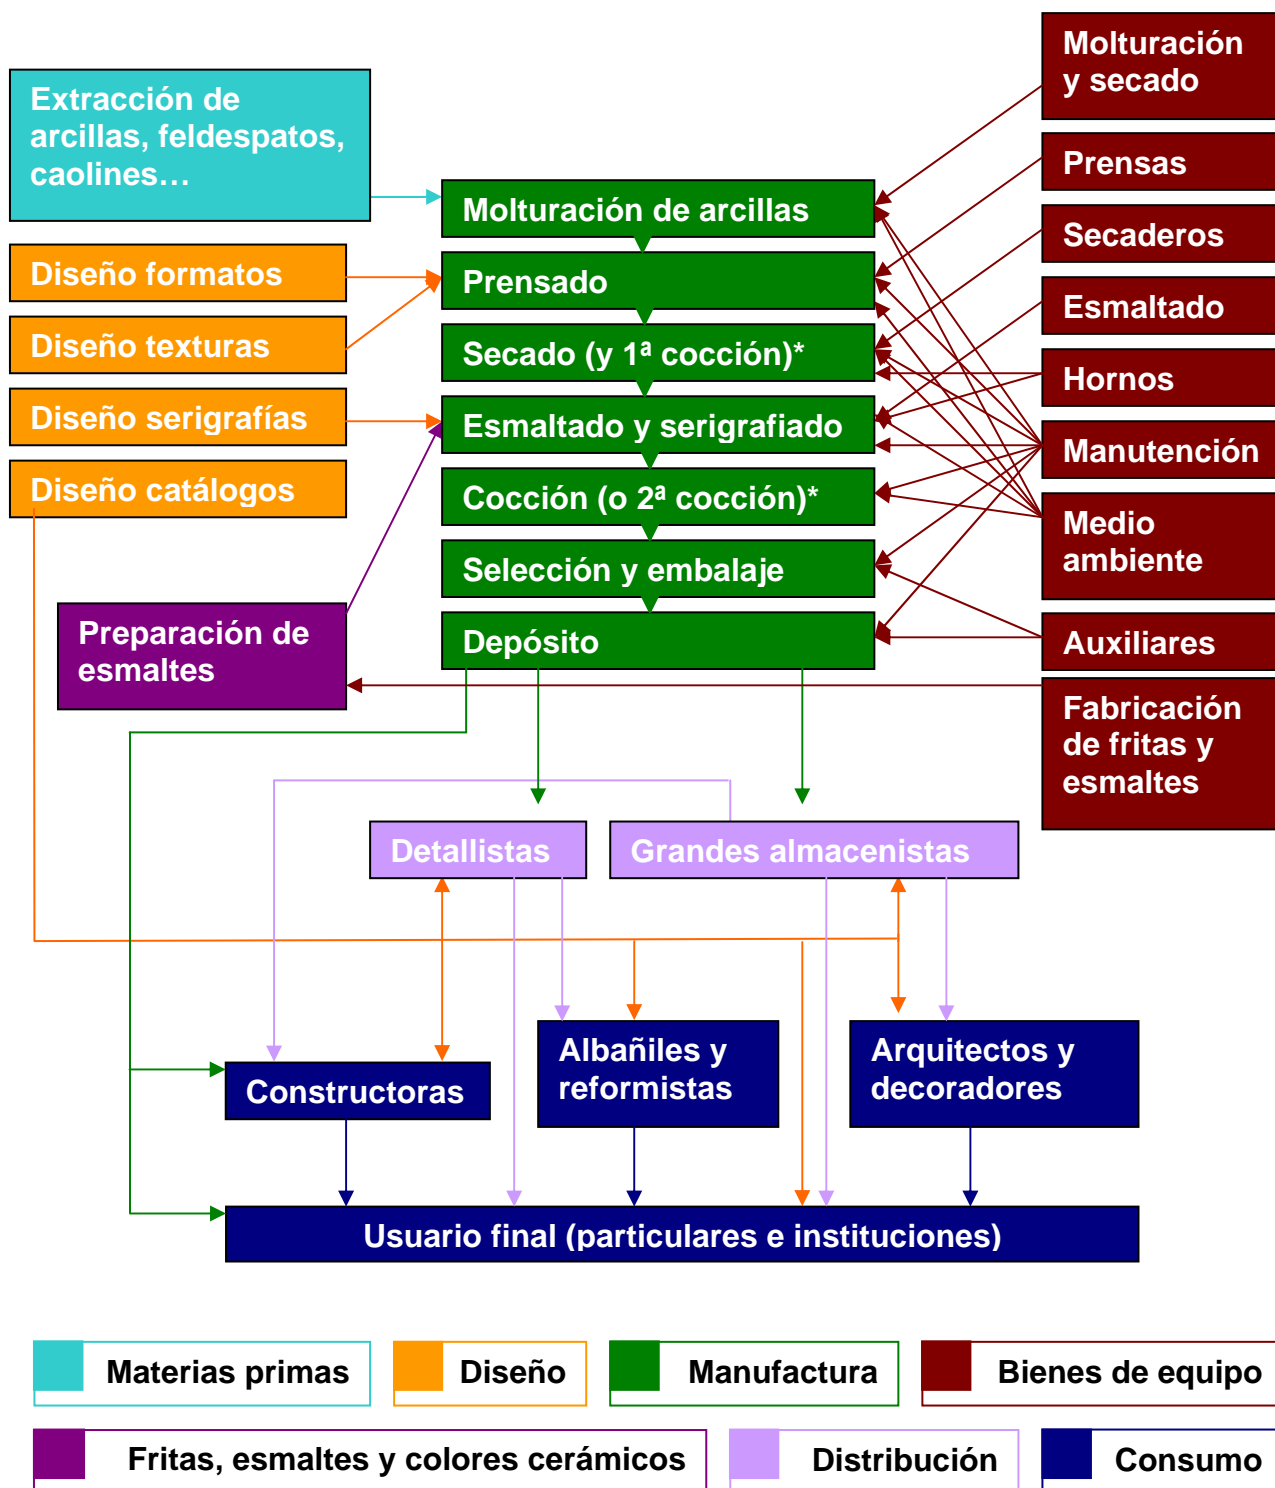 Extracción de
arcillas, feldespatos,
caolines…
Diseño formatos
Diseño texturas
Diseño serigrafías
Diseño catálogos
Preparación de
esmaltes
Molturación de arcillas
Prensado
Secado (y 1ª cocción)*
Esmaltado y serigrafiado
Cocción (o 2ª cocción)*
Selección y embalaje
Depósito
Molturación
y secado
Prensas
Secaderos
Esmaltado
Hornos
Manutención
Medio
ambiente
Auxiliares
Fabricación
de fritas y
esmaltes
Detallistas
Grandes almacenistas
Constructoras
Albañiles y
reformistas
Arquitectos y
decoradores
Usuario final (particulares e instituciones)
Materias primas
Diseño
Manufactura
Bienes de equipo
Fritas, esmaltes y colores cerámicos
Distribución
Consumo